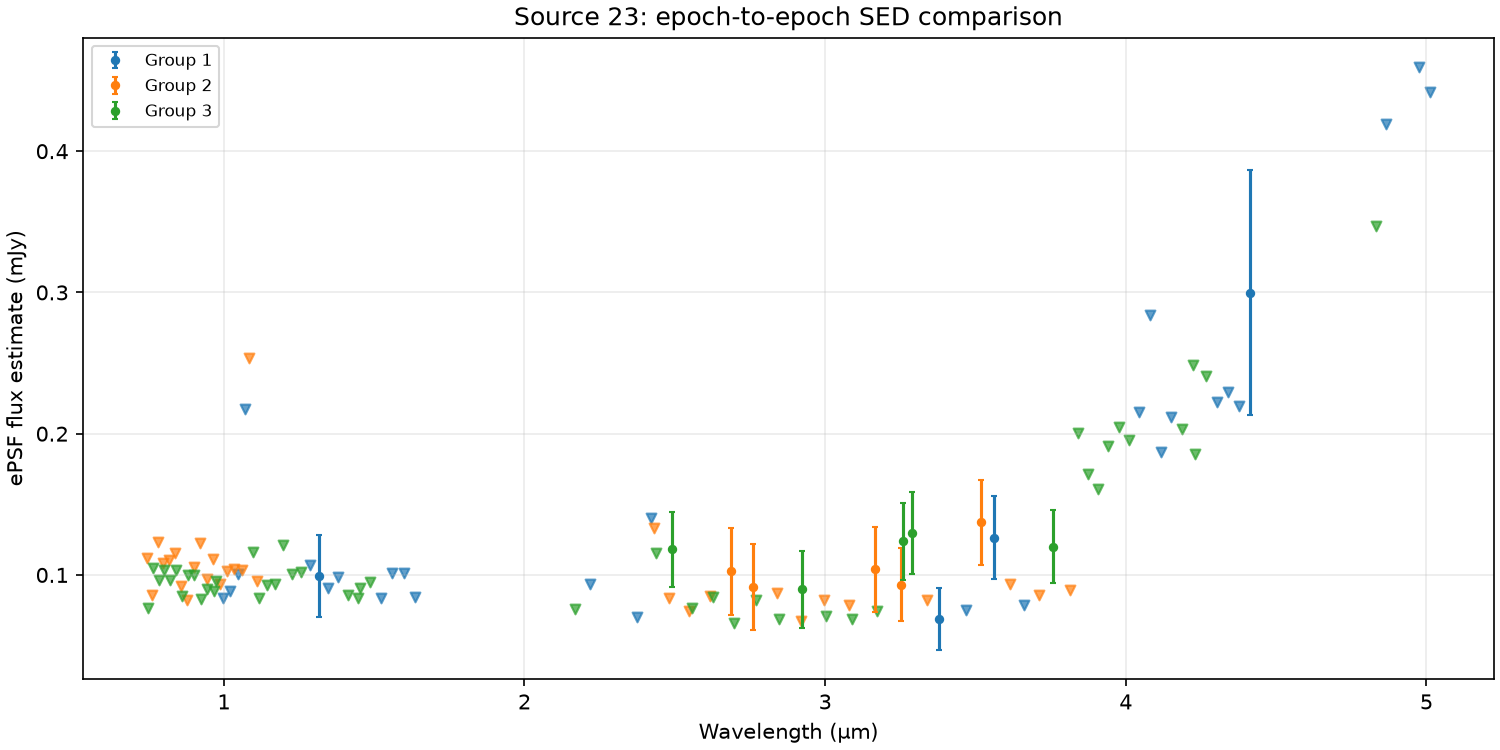 Source 23: epoch-to-epoch SED comparison
Group 1
Group 2
Group 3
ePSF flux estimate (mJy)
0.4
0.3
0.2
0.1
1 2 3 4 5
Wavelength (μm)